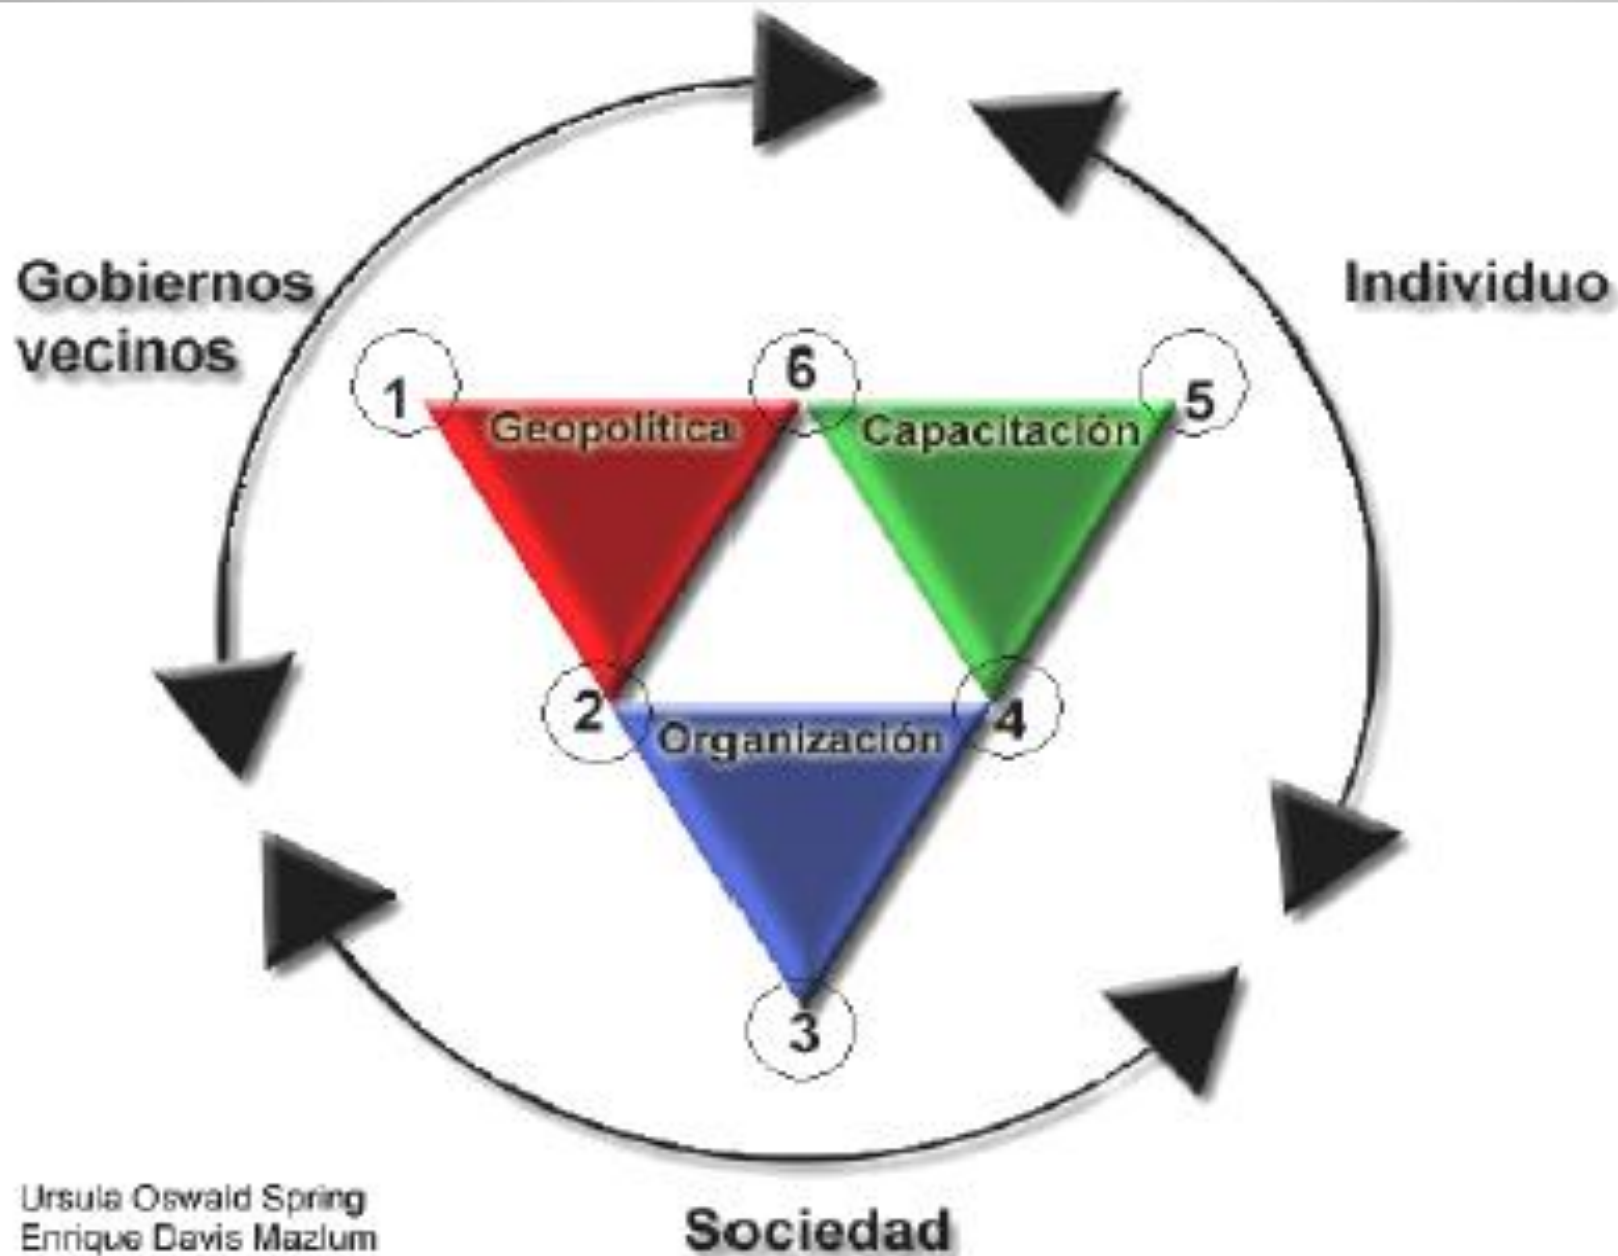 Gobiernos
vecinos
Individuo
1
6
5
Geopolítica
Capacitación
2
4
Organización
3
Ursula Oswald Spring
Enrique Davis Mazlum
Sociedad